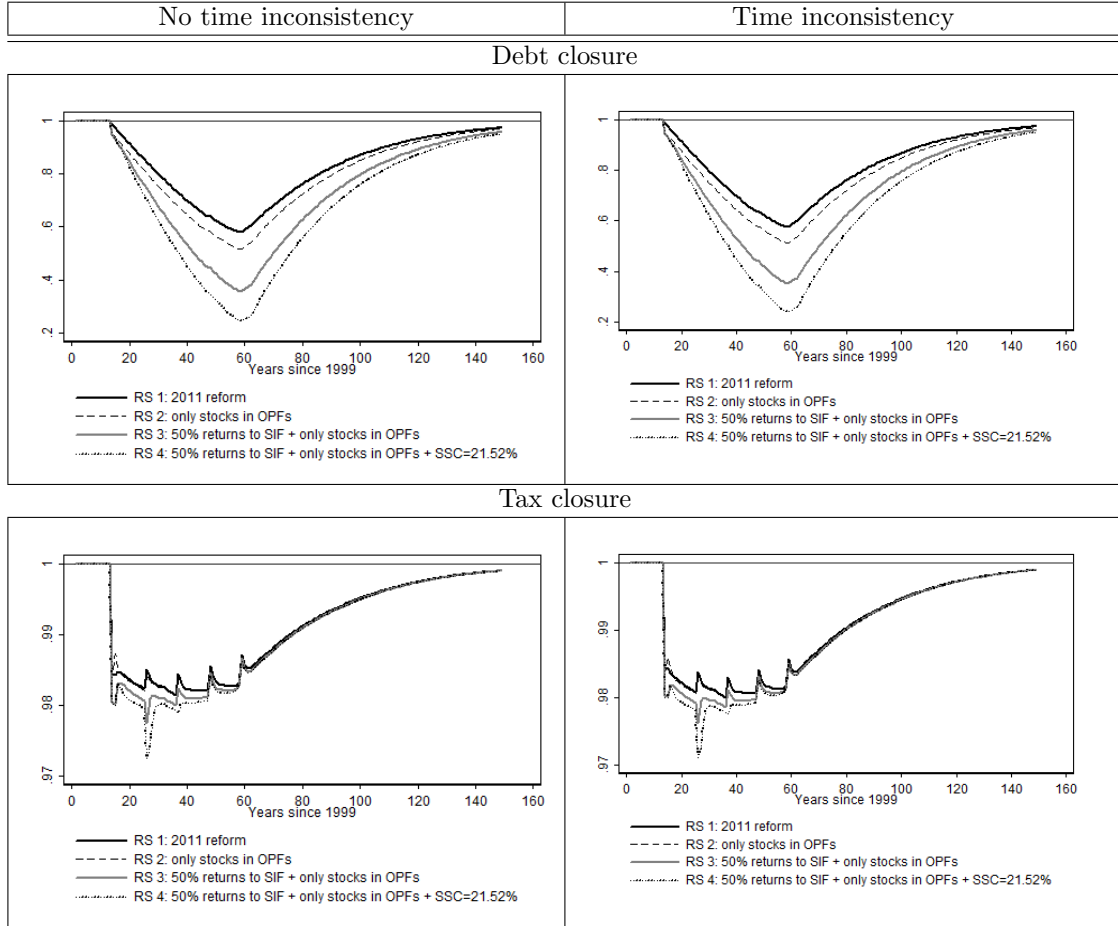 No time inconsistency Time inconsistency
Debt closure
1
.8
.6
.4
.2
0 20 40 60 80 100 120 140 160
Years since 1999
RS 1: 2011 reform
RS 2: only stocks in OPFs
RS 3: 50% returns to SIF + only stocks in OPFs
RS 4: 50% returns to SIF + only stocks in OPFs + SSC=21.52%
1
.8
.6
.4
.2
0 20 40 60 80 100 120 140 160
Years since 1999
RS 1: 2011 reform
RS 2: only stocks in OPFs
RS 3: 50% returns to SIF + only stocks in OPFs
RS 4: 50% returns to SIF + only stocks in OPFs + SSC=21.52%
Tax closure
1
.99
.98
.97
0 20 40 60 80 100 120 140 160
Years since 1999
RS 1: 2011 reform
RS 2: only stocks in OPFs
RS 3: 50% returns to SIF + only stocks in OPFs
RS 4: 50% returns to SIF + only stocks in OPFs + SSC=21.52%
1
.99
.98
.97
0 20 40 60 80 100 120 140 160
Years since 1999
RS 1: 2011 reform
RS 2: only stocks in OPFs
RS 3: 50% returns to SIF + only stocks in OPFs
RS 4: 50% returns to SIF + only stocks in OPFs + SSC=21.52%